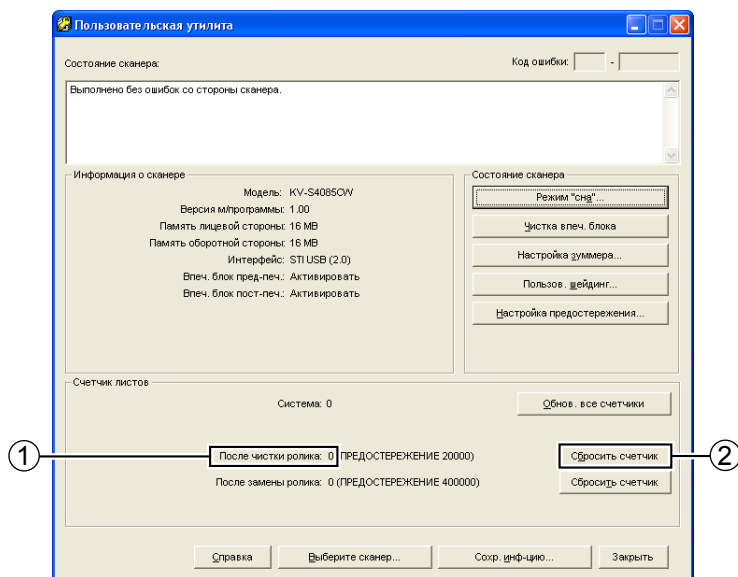 Пользовательская утилита
Состояние сканера:
Код ошибки: -
Выполнено без ошибок со стороны сканера.
Информация о сканере
Модель: KV-S4085CW
Версия м/программы: 1.00
Память лицевой стороны: 16 MB
Память оборотной стороны: 16 MB
Интерфейс: STI USB (2.0)
Впеч. блок пред-печ.: Активировать
Впеч. блок пост-печ.: Активировать
Состояние сканера
Режим "сна"...
Чистка впеч. блока
Настройка зуммера...
Пользов. шейдинг...
Настройка предостережения...
Счетчик листов
Система: 0
Обнов. все счетчики
1
После чистки ролика: 0 (ПРЕДОСТЕРЕЖЕНИЕ 20000)
Сбросить счетчик
2
После замены ролика: 0 (ПРЕДОСТЕРЕЖЕНИЕ 400000)
Сбросить счетчик
Справка
Выберите сканер...
Сохр. инф-цию...
Закрыть